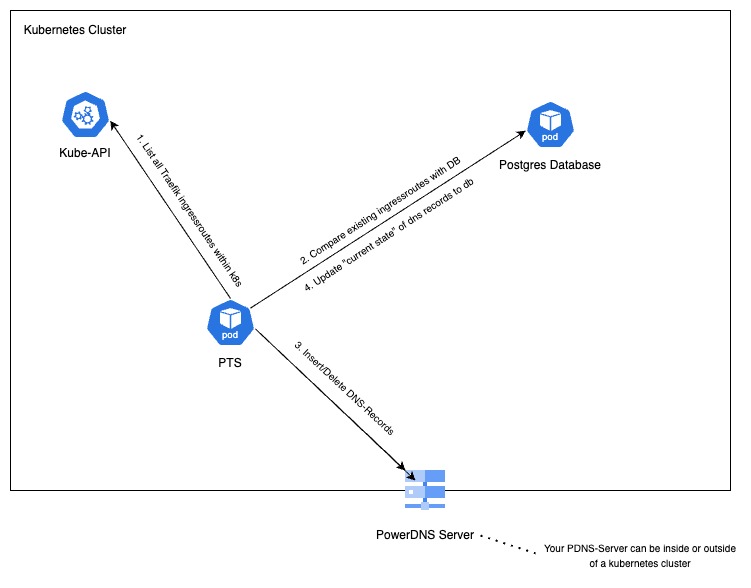 Kubernetes Cluster
Kube-API
pod
Postgres Database
1. List all Traefik ingressroutes within k8s
2. Compare existing ingressroutes with DB
4. Update "current state" of dns records to db
pod
PTS
3. Insert/Delete DNS-Records
PowerDNS Server
Your PDNS-Server can be inside or outside
of a kubernetes cluster